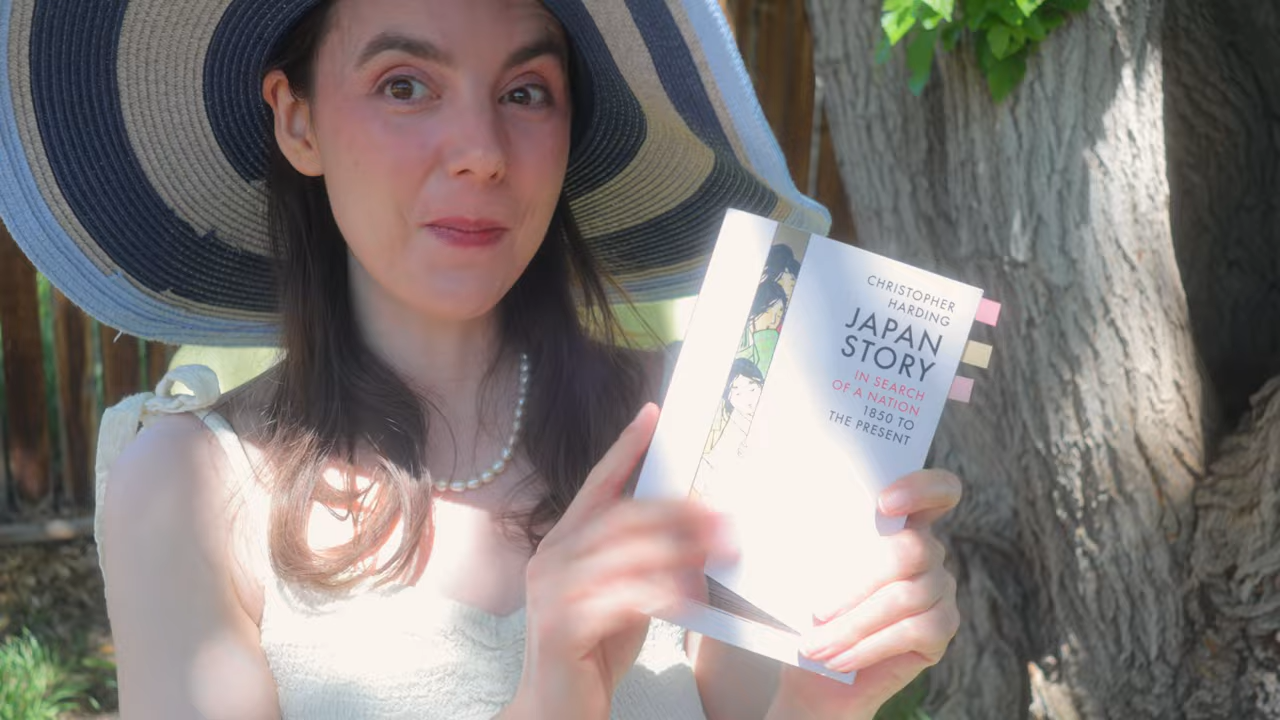 CHRISTOPHER
HARDING
JAPAN
STORY
IN SEARCH
OF A NATION
1850 TO
THE PRESENT